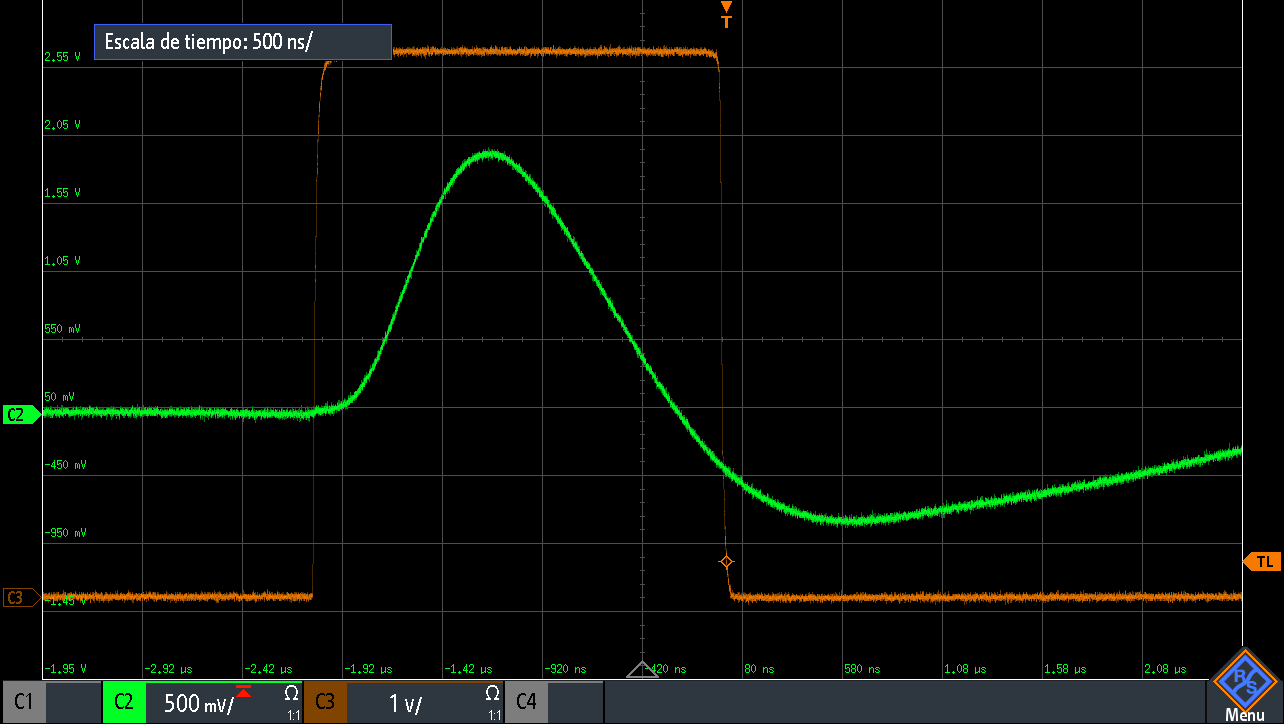 T
Escala de tiempo: 500 ns/
2.55 V
2.05 V
1.55 V
1.05 V
550 mV
50 mV
C2
-450 mV
-950 mV
TL
C3
-1.45 V
-1.95 V
-2.92 µs
-2.42 µs
-1.92 µs
-1.42 µs
-920 ns
-420 ns
80 ns
580 ns
1.08 µs
1.58 µs
2.08 µs
C1
C2
500 mV/
Ω
1:1
C3
1 V/
Ω
1:1
C4
R S
Menu